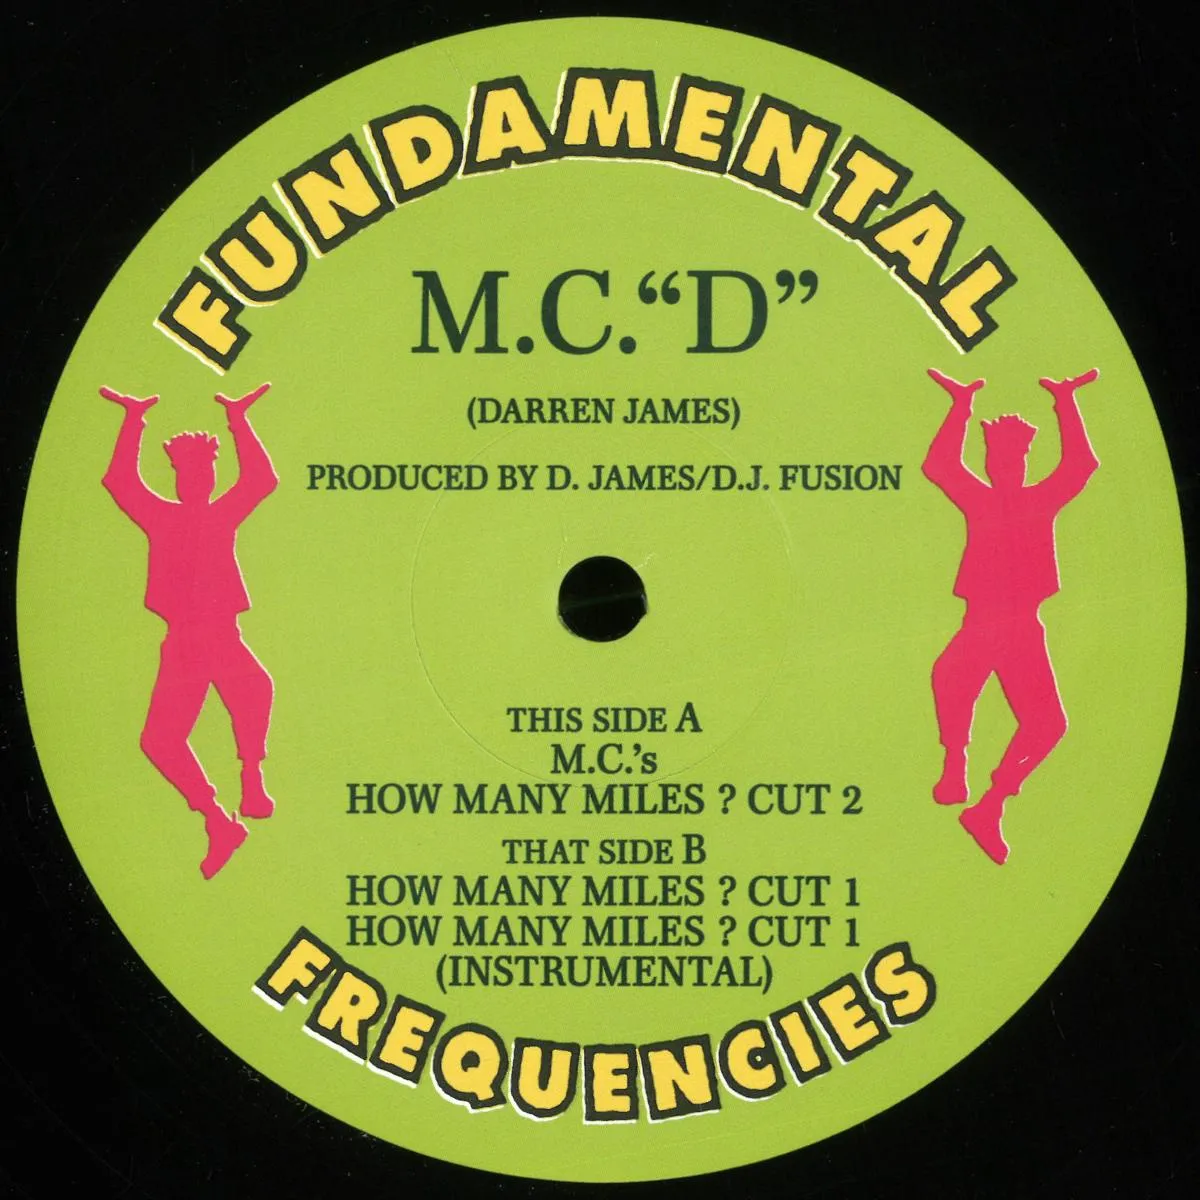 FUNDAMENTAL
M.C.“D”
(DARREN JAMES)
PRODUCED BY D. JAMES/D.J. FUSION
THIS SIDE A
M.C.’s
HOW MANY MILES ? CUT 2
THAT SIDE B
HOW MANY MILES ? CUT 1
HOW MANY MILES ? CUT 1
(INSTRUMENTAL)
FREQUENCIES